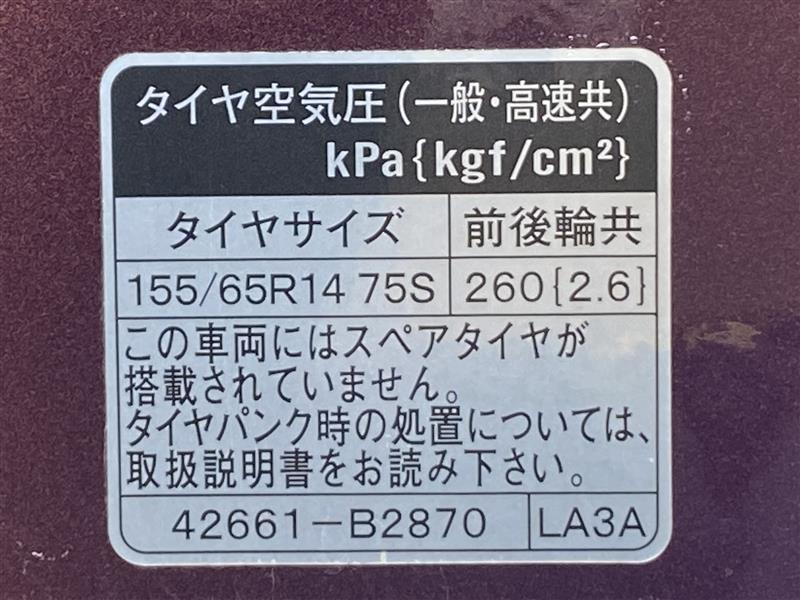 タイヤ空気圧(一般・高速共)
kPa{kgf/cm²}
タイヤサイズ 前後輪共
155/65R14 75S 260{2.6}
この車両にはスペアタイヤが
搭載されていません。
タイヤパンク時の処置については、
取扱説明書をお読み下さい。
42661-B2870 LA3A